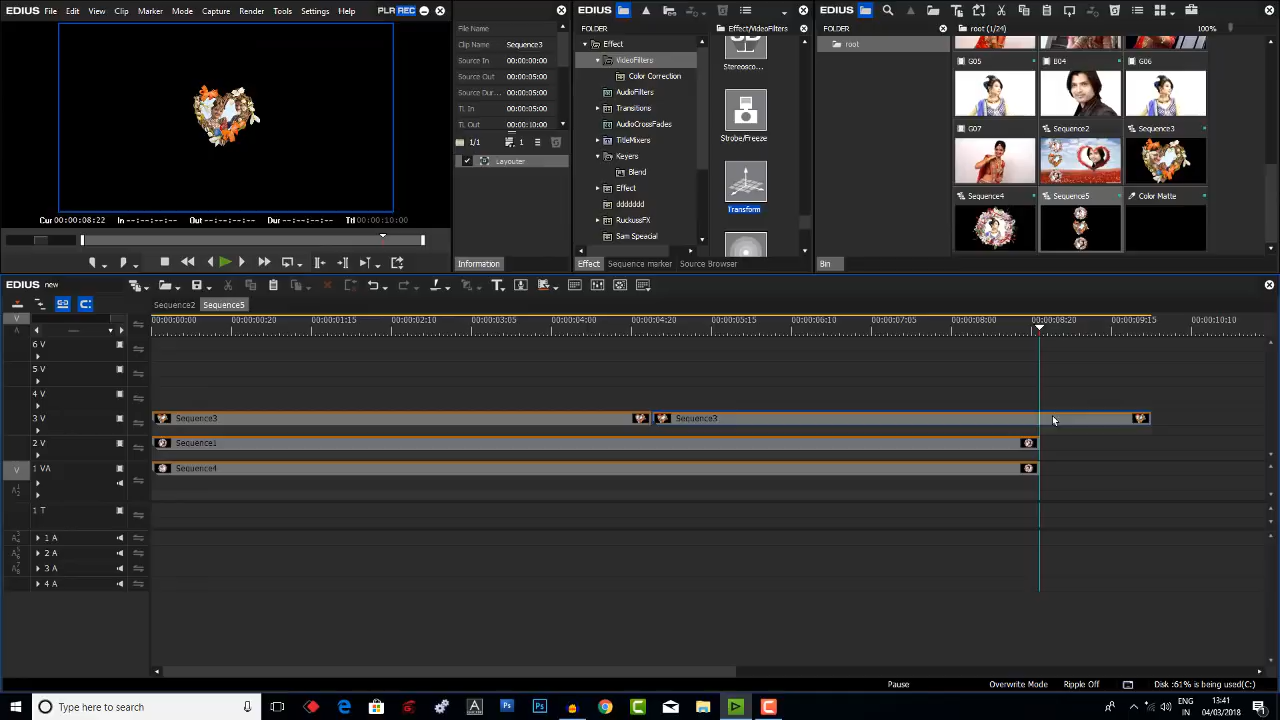 EDIUS File Edit View Clip Marker Mode Capture Render Tools Settings Help PLR REC
Cur 00:00:08:22 In --:--:--:-- Out --:--:--:-- Dur --:--:--:-- Ttl 00:00:10:00
File Name
Clip Name Sequence3
Source In 00:00:00:00
Source Out 00:00:05:00
Source Dur... 00:00:05:00
TL In 00:00:05:00
TL Out 00:00:10:00
1/1 1
Layouter
Information
Effect/VideoFilters
FOLDER
Effect
VideoFilters
Color Correction
AudioFilters
Transitions
AudioCrossFades
TitleMixers
Keyers
Blend
Effect
ddddddd
RuckussFX
Sam Speacial
Stereosco...
Strobe/Freeze
Transform
Effect Sequence marker Source Browser
FOLDER root (1/24) 100%
root
G05 B04 G06
G07 Sequence2 Sequence3
Sequence4 Sequence5 Color Matte
Bin
EDIUS new
Sequence2 Sequence5
00:00:00:00 00:00:00:20 00:00:01:15 00:00:02:10 00:00:03:05 00:00:04:00 00:00:04:20 00:00:05:15 00:00:06:10 00:00:07:05 00:00:08:00 00:00:08:20 00:00:09:15 00:00:10:10
V
A
6 V
5 V
4 V
3 V Sequence3 Sequence3
2 V Sequence1
V 1 VA Sequence4
1 T
1 A
2 A
3 A
4 A
Pause Overwrite Mode Ripple Off Disk :61% is being used(C:)
Type here to search
ENG 13:41
IN 04/03/2018